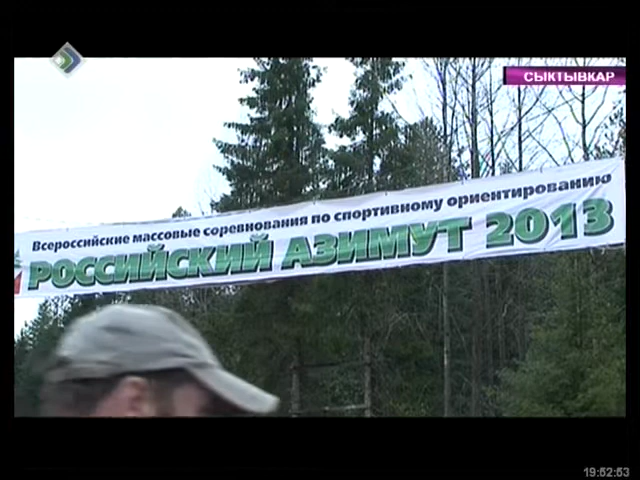 СЫКТЫВКАР
Всероссийские массовые соревнования по спортивному ориентированию
РОССИЙСКИЙ АЗИМУТ 2013
19:52:53